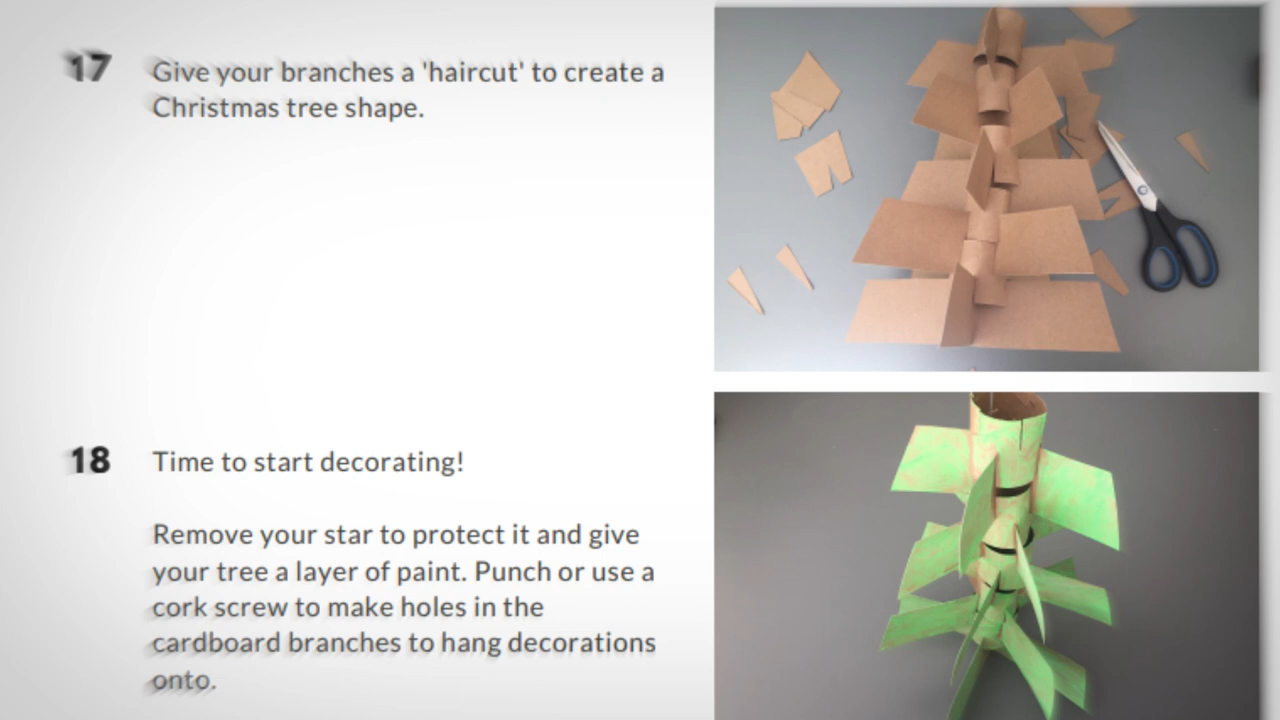 17 Give your branches a 'haircut' to create a
Christmas tree shape.
18 Time to start decorating!
Remove your star to protect it and give
your tree a layer of paint. Punch or use a
cork screw to make holes in the
cardboard branches to hang decorations
onto.